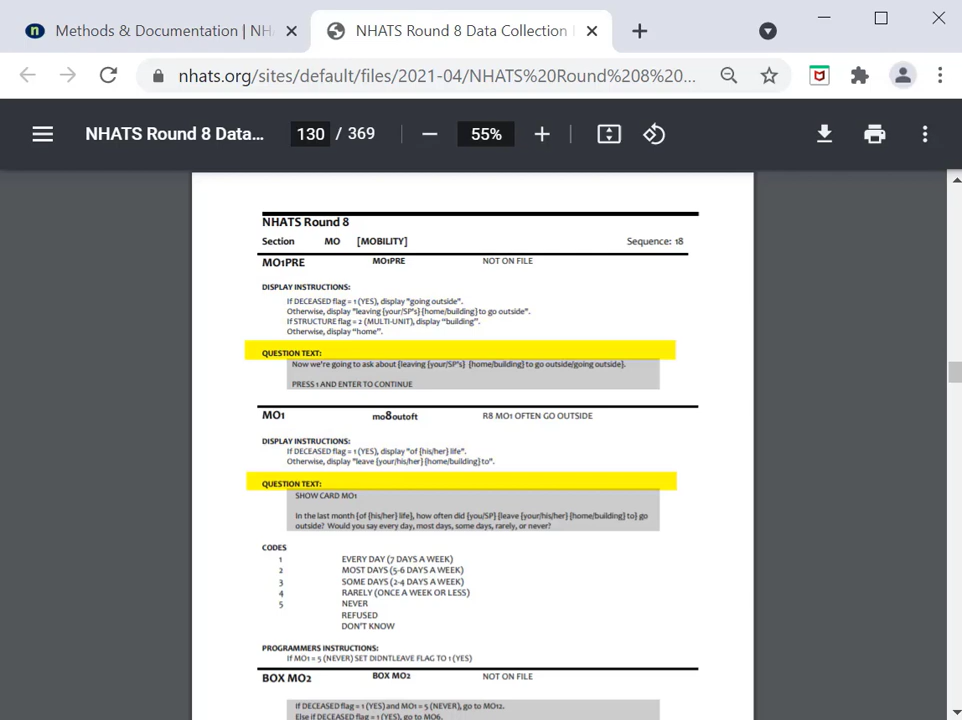 Methods & Documentation | NH
NHATS Round 8 Data Collection
nhats.org/sites/default/files/2021-04/NHATS%20Round%208%20...
NHATS Round 8 Data...
130 / 369
55%
NHATS Round 8
Section MO [MOBILITY] Sequence: 18
MO1PRE MO1PRE NOT ON FILE
DISPLAY INSTRUCTIONS:
If DECEASED flag = 1 (YES), display "going outside".
Otherwise, display "leaving {your/SP's} {home/building} to go outside".
If STRUCTURE flag = 2 (MULTI-UNIT), display "building".
Otherwise, display "home".
QUESTION TEXT:
Now we're going to ask about {leaving {your/SP's} {home/building} to go outside/going outside}.
PRESS 1 AND ENTER TO CONTINUE
MO1 mo8outoft R8 MO1 OFTEN GO OUTSIDE
DISPLAY INSTRUCTIONS:
If DECEASED flag = 1 (YES), display "of {his/her} life".
Otherwise, display "leave {your/his/her} {home/building} to".
QUESTION TEXT:
SHOW CARD MO1
In the last month {of {his/her} life}, how often did {you/SP} {leave {your/his/her} {home/building} to} go
outside? Would you say every day, most days, some days, rarely, or never?
CODES
1 EVERY DAY (7 DAYS A WEEK)
2 MOST DAYS (5-6 DAYS A WEEK)
3 SOME DAYS (2-4 DAYS A WEEK)
4 RARELY (ONCE A WEEK OR LESS)
5 NEVER
REFUSED
DON'T KNOW
PROGRAMMERS INSTRUCTIONS:
If MO1 = 5 (NEVER) SET DIDNTLEAVE FLAG TO 1 (YES)
BOX MO2 BOX MO2 NOT ON FILE
If DECEASED flag = 1 (YES) and MO1 = 5 (NEVER), go to MO12.
Else if DECEASED flag = 1 (YES), go to MO6.